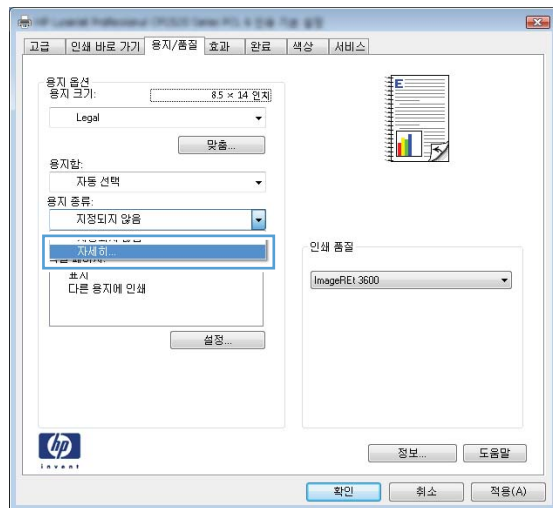 고급 인쇄 바로 가기 용지/품질 효과 완료 색상 서비스
용지 옵션
용지 크기: 8.5 × 14 인치
Legal
맞춤...
용지함:
자동 선택
용지 종류:
지정되지 않음
자세히...
표시
다른 용지에 인쇄
설정...
E
인쇄 품질
ImageREt 3600
hp
invent
정보... 도움말
확인 취소 적용(A)